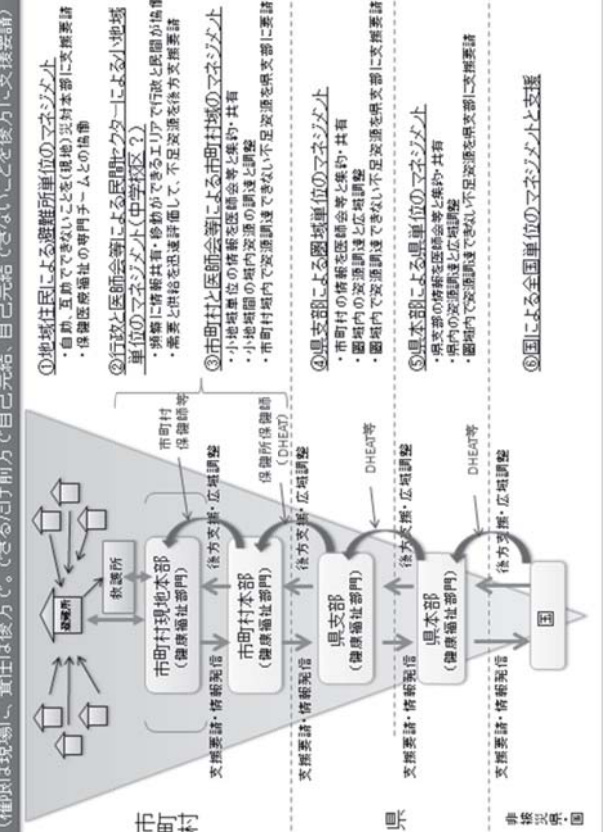 (権限は現場に、責任は後方で。できるだけ前方で自己完結、自己完結できないことを後方に支援要請)
市町村
県
非被災県・国
避難所
救護所
市町村現地本部
(健康福祉部門)
市町村本部
(健康福祉部門)
県支部
(健康福祉部門)
県本部
(健康福祉部門)
国
支援要請・情報発信
支援要請・情報発信
支援要請・情報発信
支援要請・情報発信
後方支援・広域調整
後方支援・広域調整
後方支援・広域調整
後方支援・広域調整
市町村
保健師等
保健所保健師
(DHEAT)
DHEAT等
DHEAT等
①地域住民による避難所単位のマネジメント
・自助、互助でできないことを(現地)災対本部に支援要請
・保健医療福祉の専門チームとの協働
②行政と医師会等による民間セクターによる小地域
単位のマネジメント(中学校区?)
・頻繁に情報共有・移動ができるエリアで行政と民間が協働
・需要と供給を迅速評価して、不足資源を後方支援要請
③市町村と医師会等による市町村域のマネジメント
・小地域単位の情報を医師会等と集約・共有
・小地域間の域内資源の調達と調整
・市町村域内で資源調達できない不足資源を県支部に要請
④県支部による圏域単位のマネジメント
・市町村の情報を医師会等と集約・共有
・圏域内の資源調達と広域調整
・圏域内で資源調達できない不足資源を県支部に支援要請
⑤県本部による県単位のマネジメント
・県支部の情報を医師会等と集約・共有
・県内の資源調達と広域調整
・圏域内で資源調達できない不足資源を県支部に支援要請
⑥国による全国単位のマネジメントと支援